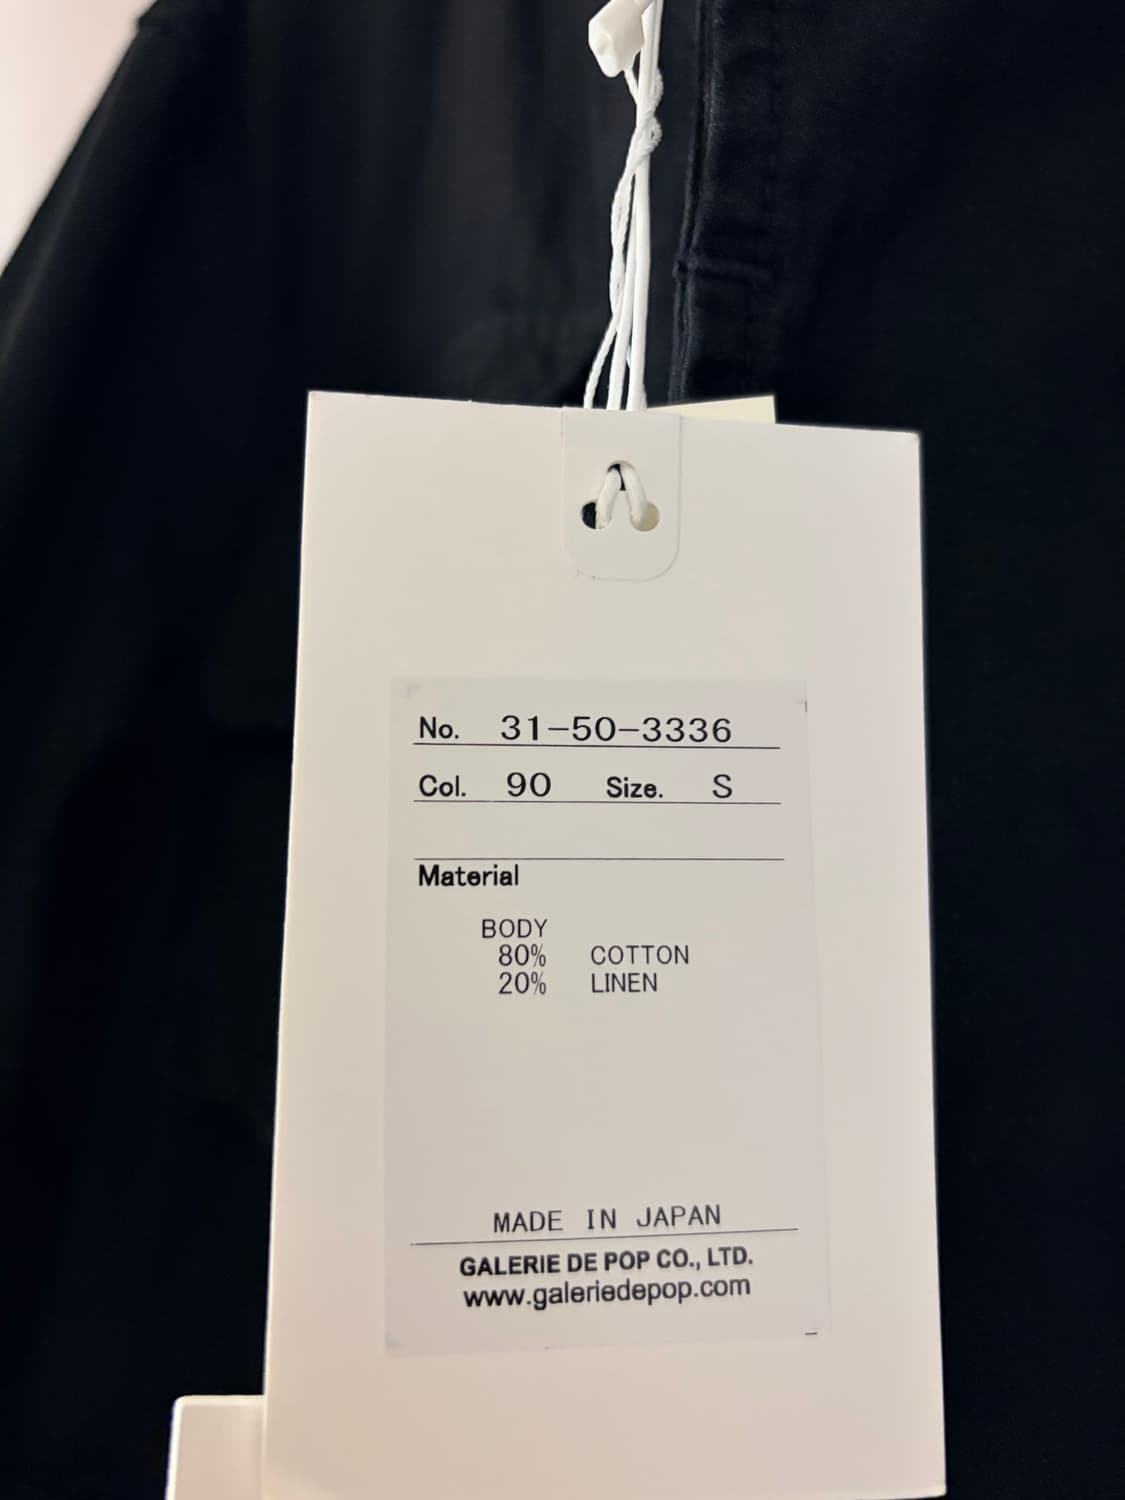 No. 31-50-3336
Col. 90 Size. S
Material
BODY
80% COTTON
20% LINEN
MADE IN JAPAN
GALERIE DE POP CO., LTD.
www.galeriedepop.com